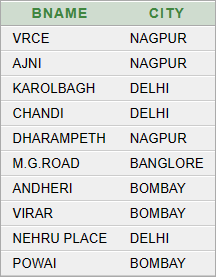 BNAME CITY
VRCE NAGPUR
AJNI NAGPUR
KAROLBAGH DELHI
CHANDI DELHI
DHARAMPETH NAGPUR
M.G.ROAD BANGLORE
ANDHERI BOMBAY
VIRAR BOMBAY
NEHRU PLACE DELHI
POWAI BOMBAY